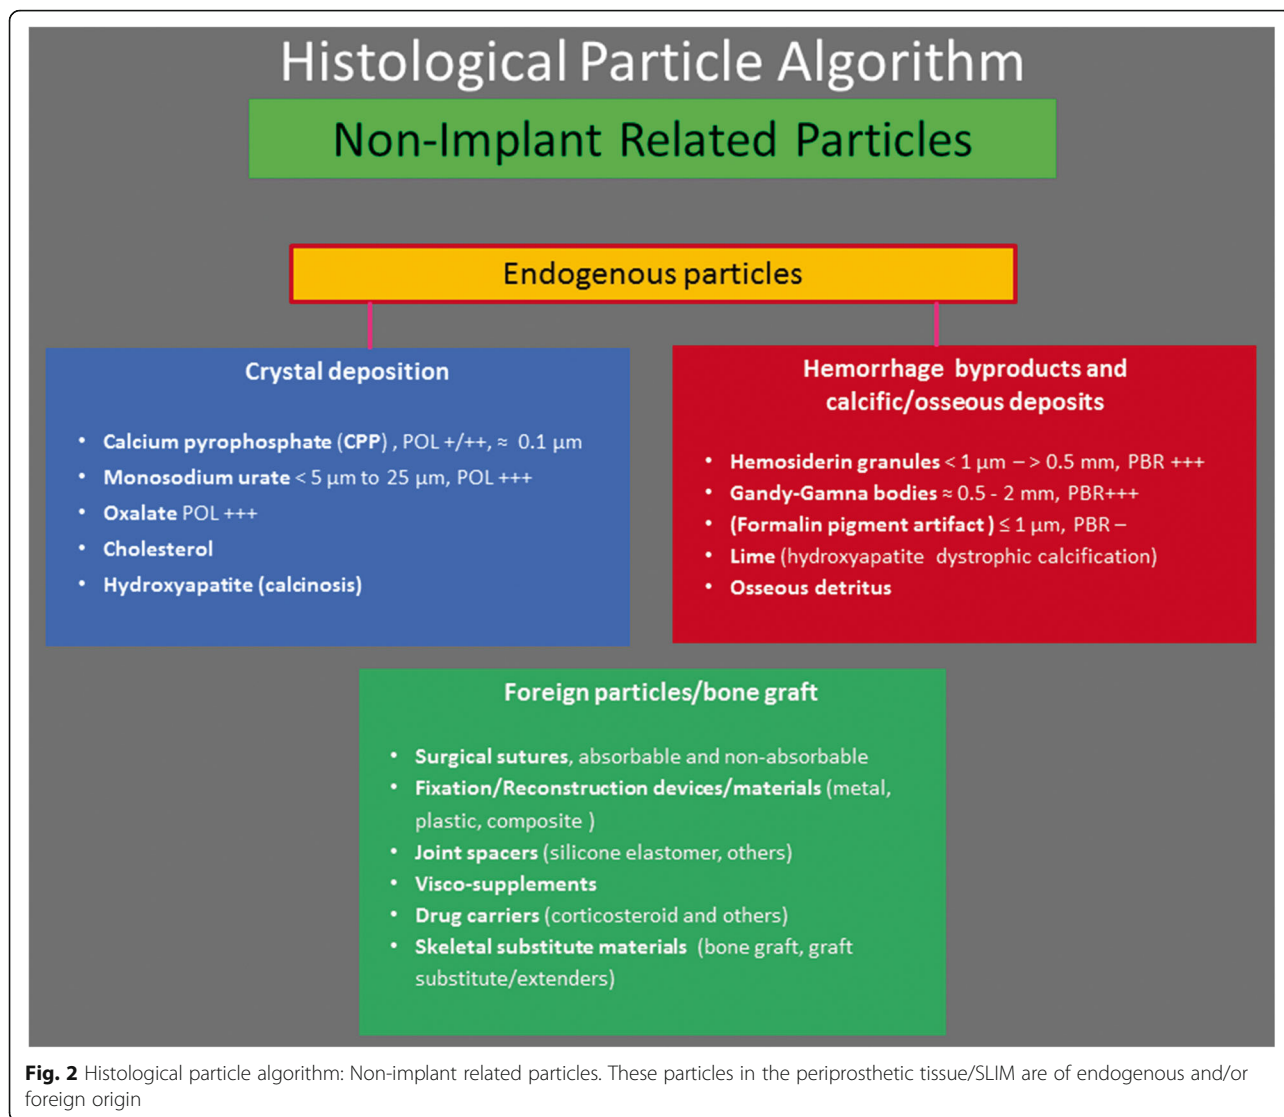 Histological Particle Algorithm
Non-Implant Related Particles
Endogenous particles
Crystal deposition
• Calcium pyrophosphate (CPP) , POL +/++, ≈ 0.1 µm
• Monosodium urate < 5 µm to 25 µm, POL +++
• Oxalate POL +++
• Cholesterol
• Hydroxyapatite (calcinosis)
Hemorrhage byproducts and
calcific/osseous deposits
• Hemosiderin granules < 1 µm – > 0.5 mm, PBR +++
• Gandy-Gamna bodies ≈ 0.5 - 2 mm, PBR+++
• (Formalin pigment artifact ) ≤ 1 µm, PBR –
• Lime (hydroxyapatite dystrophic calcification)
• Osseous detritus
Foreign particles/bone graft
• Surgical sutures, absorbable and non-absorbable
• Fixation/Reconstruction devices/materials (metal,
plastic, composite )
• Joint spacers (silicone elastomer, others)
• Visco-supplements
• Drug carriers (corticosteroid and others)
• Skeletal substitute materials (bone graft, graft
substitute/extenders)
Fig. 2 Histological particle algorithm: Non-implant related particles. These particles in the periprosthetic tissue/SLIM are of endogenous and/or
foreign origin